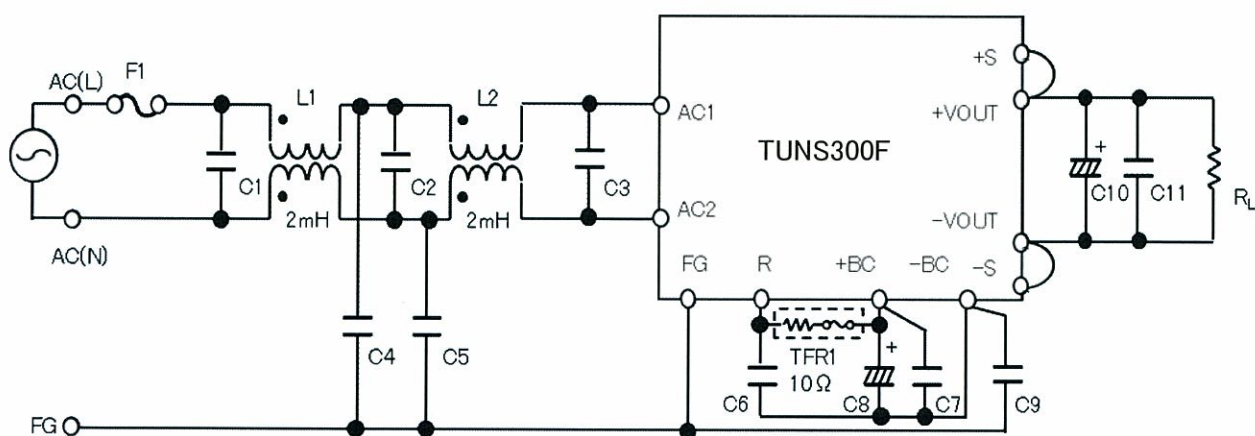 AC(L)
F1
L1
L2
+S
AC1
+VOUT
TUNS300F
+
C1
C2
C3
C10
C11
R_L
2mH
2mH
AC2
-VOUT
AC(N)
FG
R
+BC
-BC
-S
C4
C5
TFR1
10Ω
+
C6
C8
C7
C9
FG